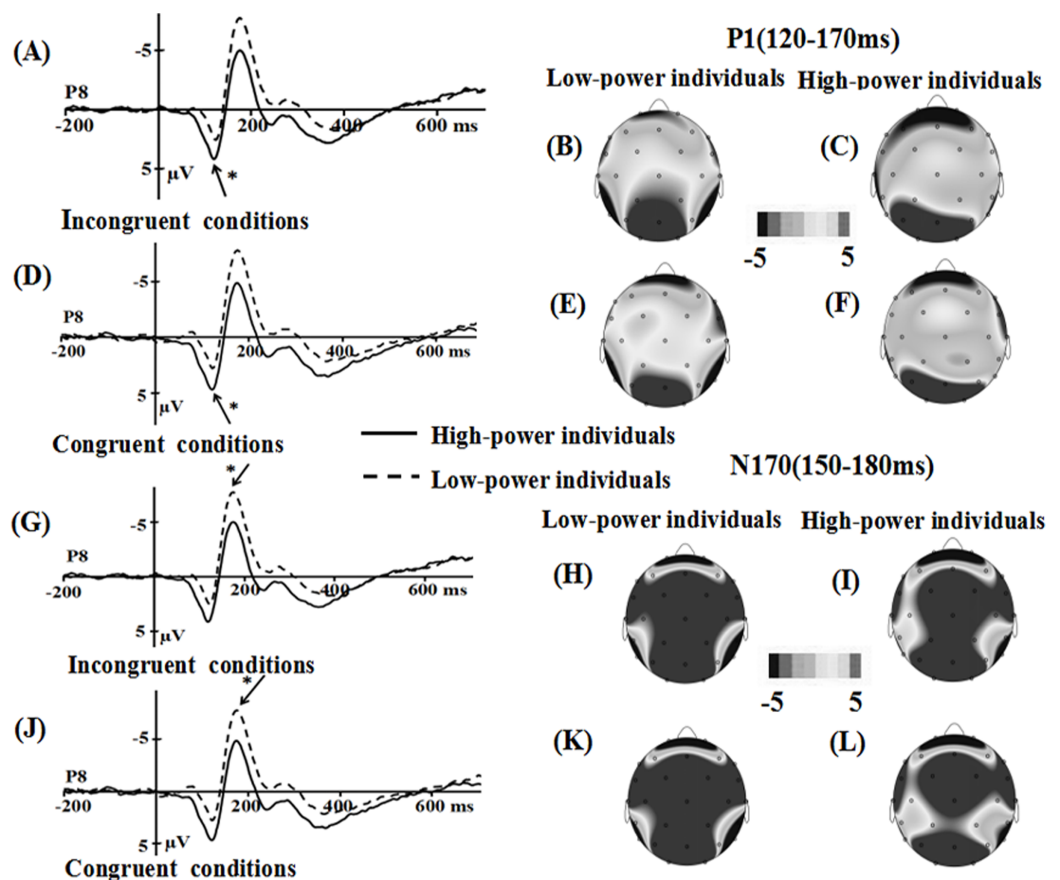 (A)
-5
P8
-200
200
400
600 ms
5
µV
*
Incongruent conditions
(D)
-5
P8
-200
200
400
600 ms
5
µV
*
Congruent conditions
High-power individuals
Low-power individuals
*
(G)
-5
P8
-200
200
400
600 ms
5
µV
Incongruent conditions
*
(J)
-5
P8
-200
200
400
600 ms
5
µV
Congruent conditions
P1(120-170ms)
Low-power individuals
High-power individuals
(B)
(C)
-5
5
(E)
(F)
N170(150-180ms)
Low-power individuals
High-power individuals
(H)
(I)
-5
5
(K)
(L)